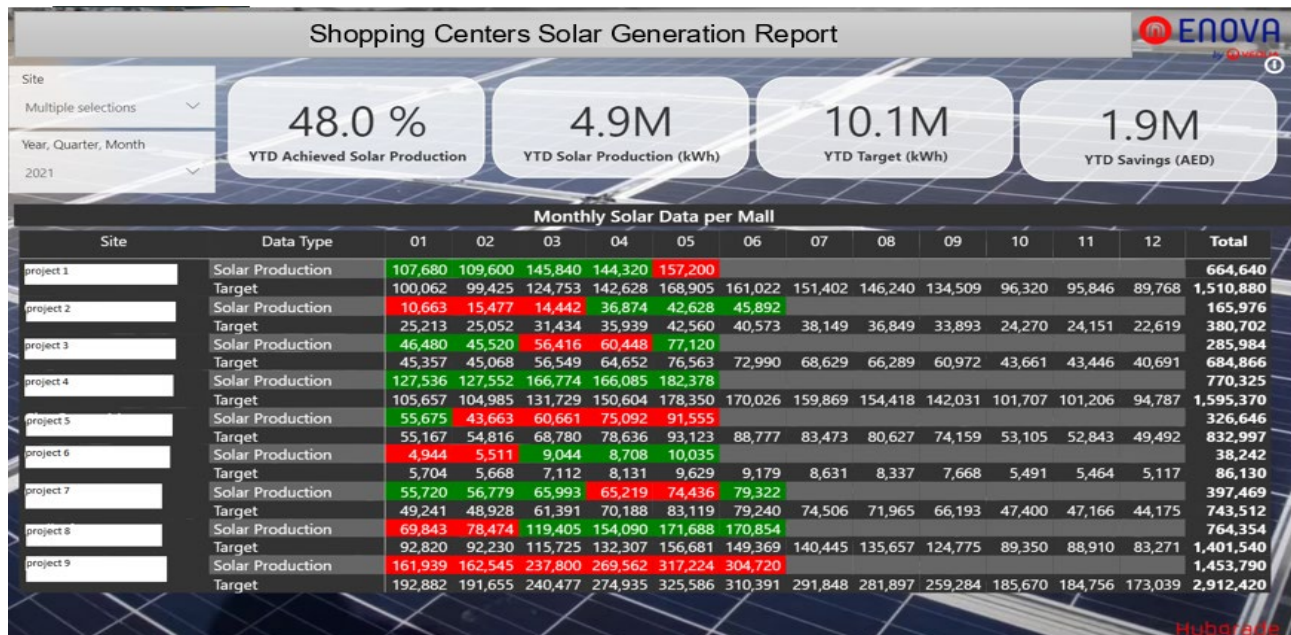 Shopping Centers Solar Generation Report
ENOVA
by VEOLIA
Site
Multiple selections
Year, Quarter, Month
2021
48.0 %
YTD Achieved Solar Production
4.9M
YTD Solar Production (kWh)
10.1M
YTD Target (kWh)
1.9M
YTD Savings (AED)
Monthly Solar Data per Mall
Site Data Type 01 02 03 04 05 06 07 08 09 10 11 12 Total
project 1 Solar Production 107,680 109,600 145,840 144,320 157,200 664,640
Target 100,062 99,425 124,753 142,628 168,905 161,022 151,402 146,240 134,509 96,320 95,846 89,768 1,510,880
project 2 Solar Production 10,663 15,477 14,442 36,874 42,628 45,892 165,976
Target 25,213 25,052 31,434 35,939 42,560 40,573 38,149 36,849 33,893 24,270 24,151 22,619 380,702
project 3 Solar Production 46,480 45,520 56,416 60,448 77,120 285,984
Target 45,357 45,068 56,549 64,652 76,563 72,990 68,629 66,289 60,972 43,661 43,446 40,691 684,866
project 4 Solar Production 127,536 127,552 166,774 166,085 182,378 770,325
Target 105,657 104,985 131,729 150,604 178,350 170,026 159,869 154,418 142,031 101,707 101,206 94,787 1,595,370
project 5 Solar Production 55,675 43,663 60,661 75,092 91,555 326,646
Target 55,167 54,816 68,780 78,636 93,123 88,777 83,473 80,627 74,159 53,105 52,843 49,492 832,997
project 6 Solar Production 4,944 5,511 9,044 8,708 10,035 38,242
Target 5,704 5,668 7,112 8,131 9,629 9,179 8,631 8,337 7,668 5,491 5,464 5,117 86,130
project 7 Solar Production 55,720 56,779 65,993 65,219 74,436 79,322 397,469
Target 49,241 48,928 61,391 70,188 83,119 79,240 74,506 71,965 66,193 47,400 47,166 44,175 743,512
project 8 Solar Production 69,843 78,474 119,405 154,090 171,688 170,854 764,354
Target 92,820 92,230 115,725 132,307 156,681 149,369 140,445 135,657 124,775 89,350 88,910 83,271 1,401,540
project 9 Solar Production 161,939 162,545 237,800 269,562 317,224 304,720 1,453,790
Target 192,882 191,655 240,477 274,935 325,586 310,391 291,848 281,897 259,284 185,670 184,756 173,039 2,912,420
Hubgrade